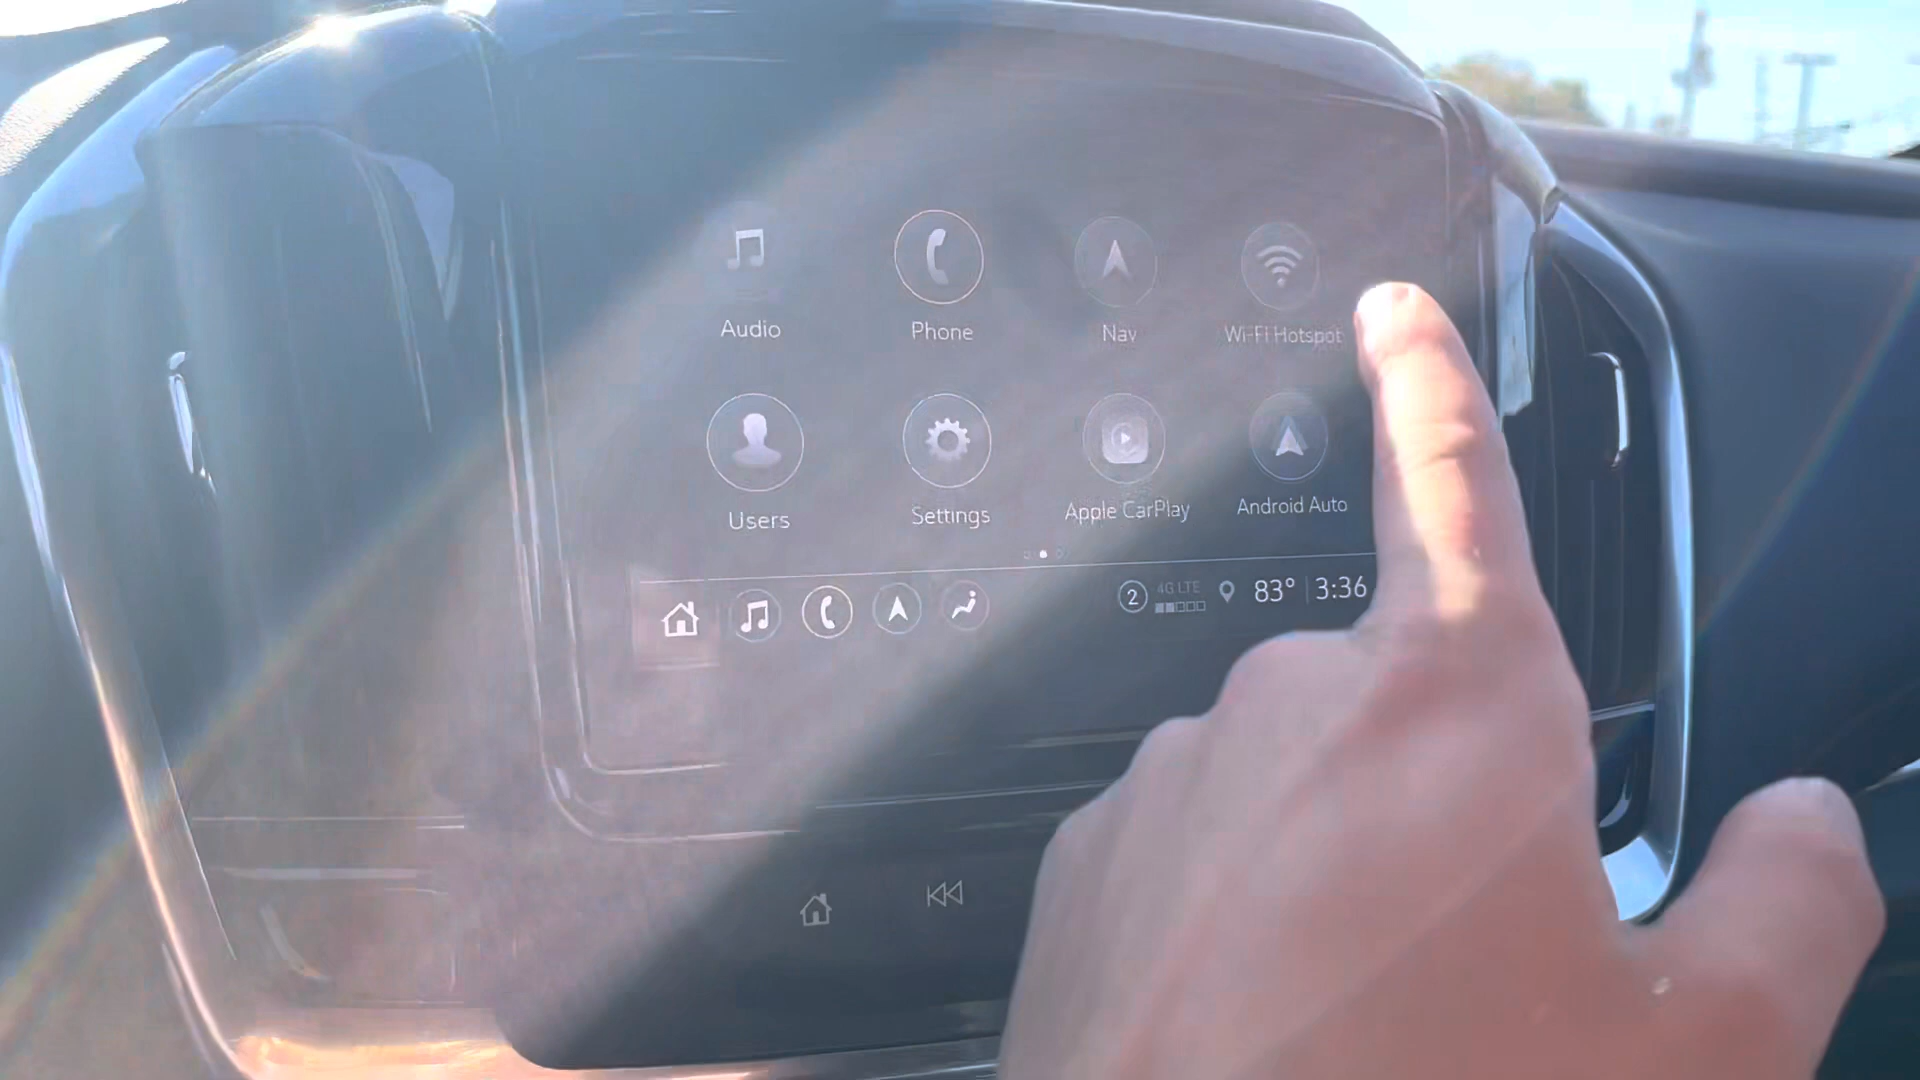 Audio Phone Nav Wi-Fi Hotspot
Users Settings Apple CarPlay Android Auto
2 4G LTE 83° 3:36